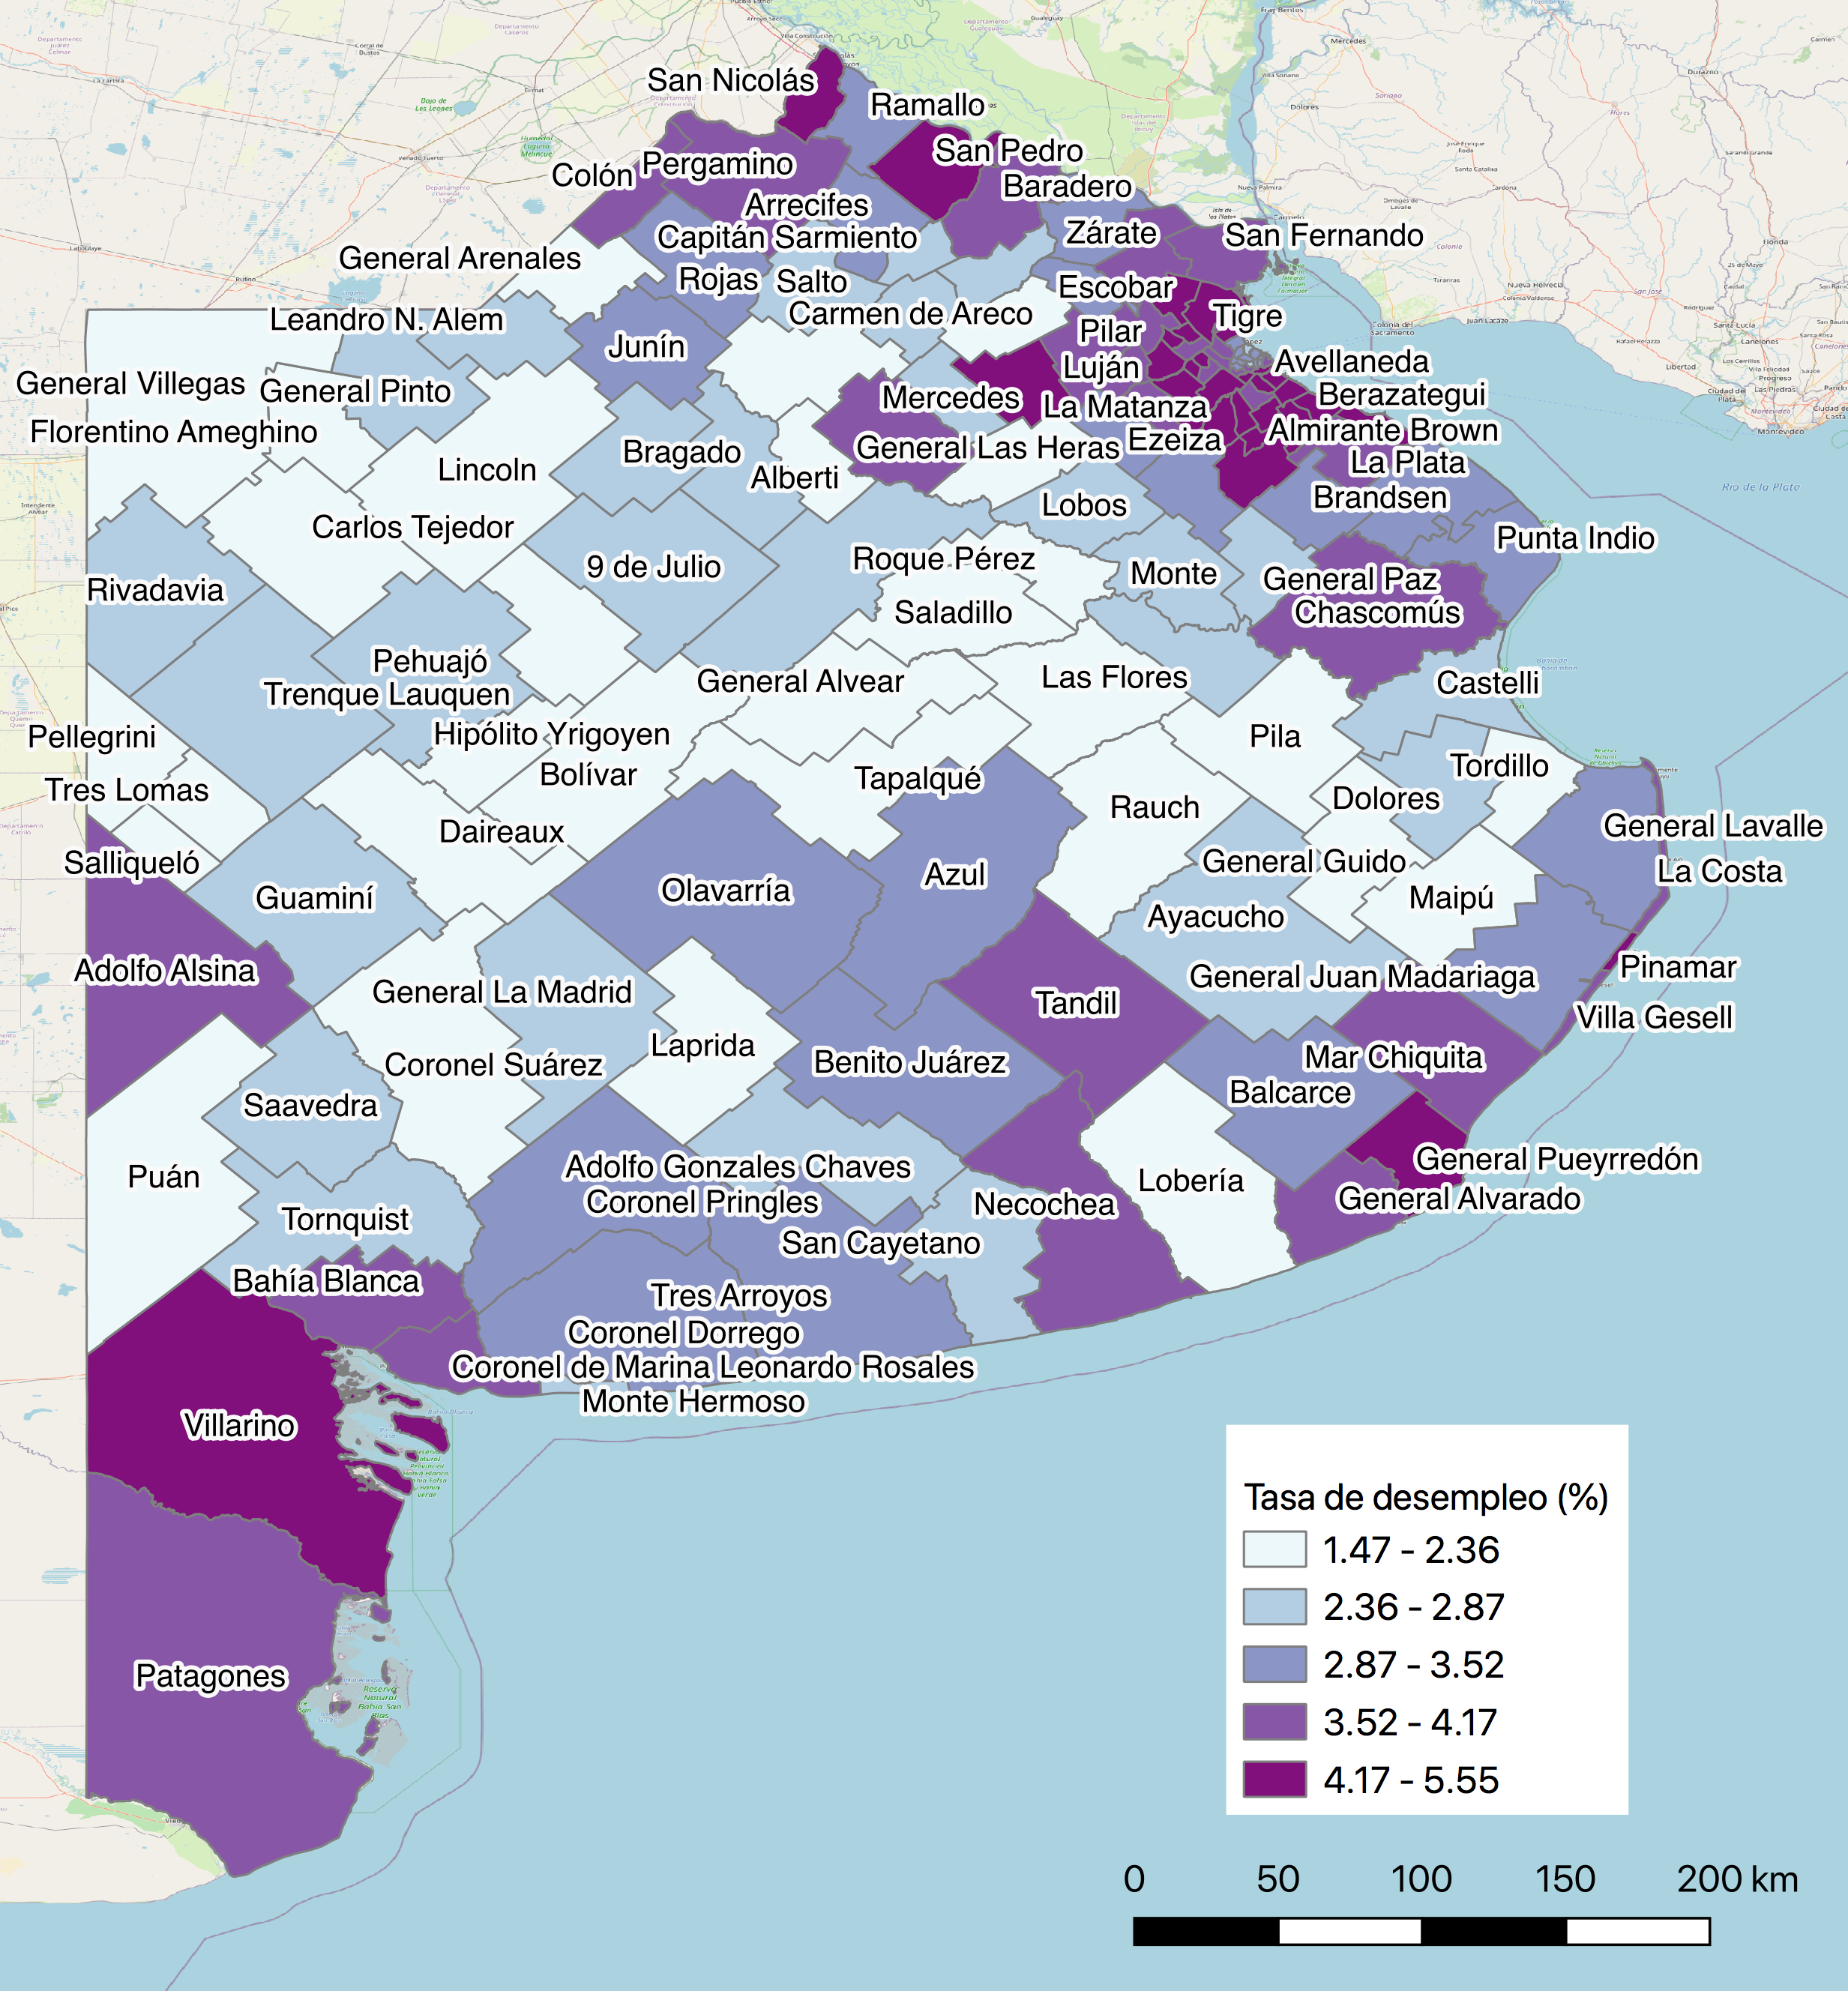 San Nicolás
Ramallo
San Pedro
Pergamino
Colón
Baradero
Arrecifes
Zárate
San Fernando
Capitán Sarmiento
General Arenales
Rojas
Salto
Escobar
Carmen de Areco
Tigre
Leandro N. Alem
Pilar
Junín
Avellaneda
Luján
General Villegas
General Pinto
Mercedes
Berazategui
La Matanza
Florentino Ameghino
Almirante Brown
Ezeiza
General Las Heras
Bragado
La Plata
Lincoln
Alberti
Brandsen
Lobos
Carlos Tejedor
Punta Indio
Roque Pérez
9 de Julio
Monte
General Paz
Rivadavia
Saladillo
Chascomús
Pehuajó
Las Flores
General Alvear
Castelli
Trenque Lauquen
Hipólito Yrigoyen
Pila
Pellegrini
Tordillo
Bolívar
Tapalqué
Tres Lomas
Dolores
Rauch
General Lavalle
Daireaux
General Guido
Salliqueló
La Costa
Azul
Olavarría
Guaminí
Maipú
Ayacucho
Pinamar
Adolfo Alsina
General Juan Madariaga
General La Madrid
Tandil
Villa Gesell
Laprida
Mar Chiquita
Benito Juárez
Coronel Suárez
Balcarce
Saavedra
General Pueyrredón
Adolfo Gonzales Chaves
Puán
Lobería
General Alvarado
Coronel Pringles
Necochea
Tornquist
San Cayetano
Bahía Blanca
Tres Arroyos
Coronel Dorrego
Coronel de Marina Leonardo Rosales
Monte Hermoso
Villarino
Patagones
Río de la Plata
Montevideo
Tasa de desempleo (%)
1.47 - 2.36
2.36 - 2.87
2.87 - 3.52
3.52 - 4.17
4.17 - 5.55
0 50 100 150 200 km